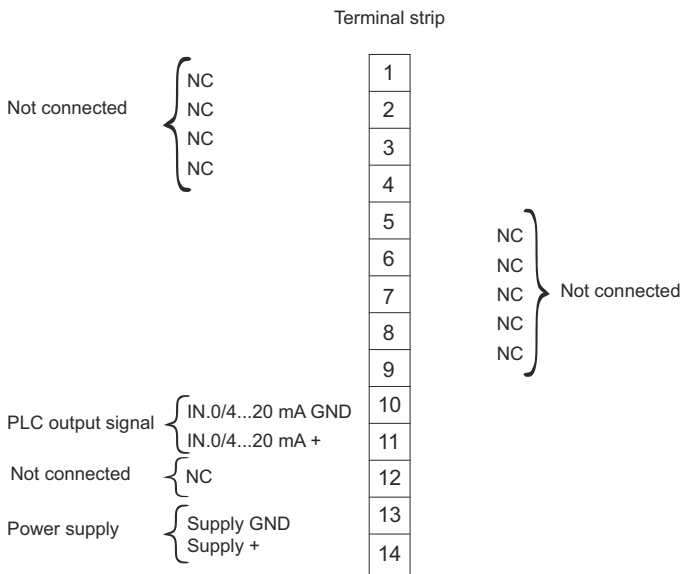 Terminal strip
Not connected
NC
NC
NC
NC
1
2
3
4
5
6
7
8
9
10
11
12
13
14
NC
NC
NC
NC
NC
Not connected
PLC output signal
IN.0/4...20 mA GND
IN.0/4...20 mA +
Not connected
NC
Power supply
Supply GND
Supply +